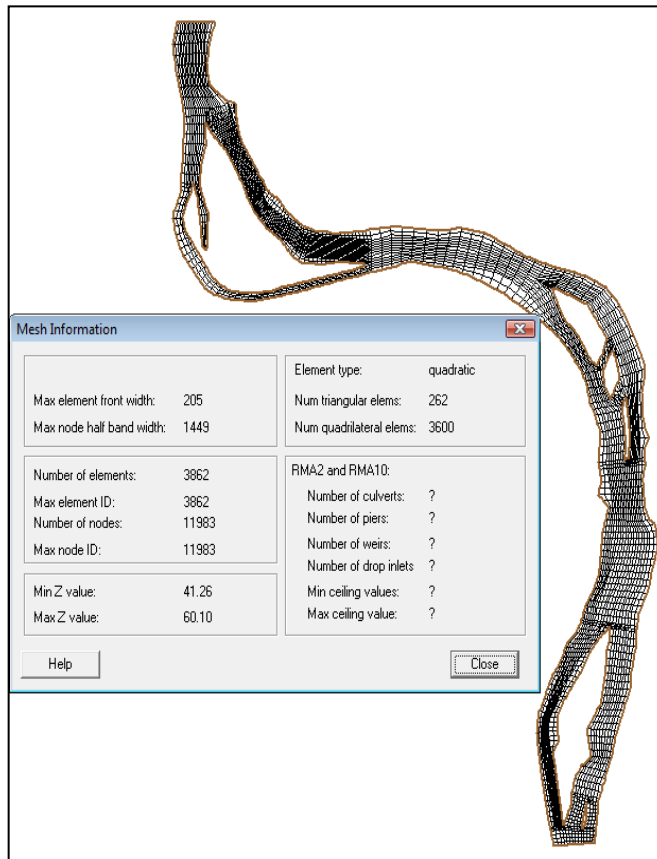 Mesh Information
Max element front width: 205
Max node half band width: 1449
Element type: quadratic
Num triangular elems: 262
Num quadrilateral elems: 3600
Number of elements: 3862
Max element ID: 3862
Number of nodes: 11983
Max node ID: 11983
RMA2 and RMA10:
Number of culverts: ?
Number of piers: ?
Number of weirs: ?
Number of drop inlets ?
Min ceiling values: ?
Max ceiling value: ?
Min Z value: 41.26
Max Z value: 60.10
Help
Close